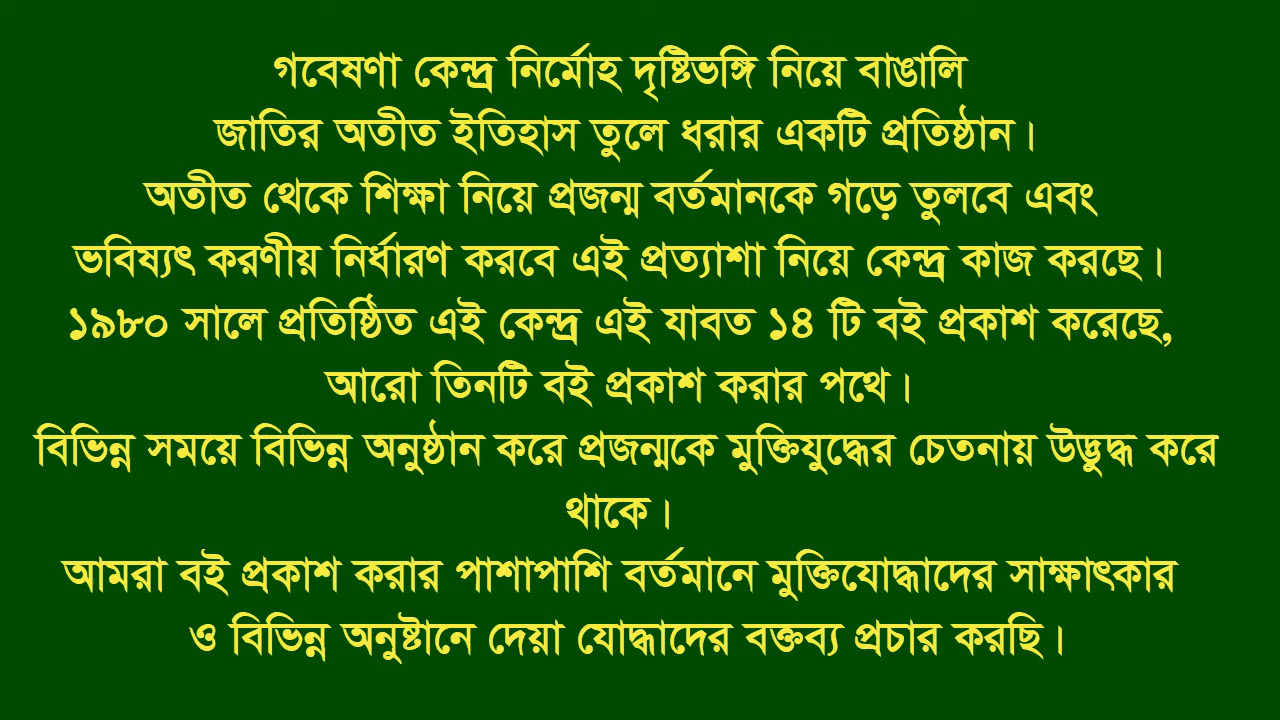 গবেষণা কেন্দ্র নির্মোহ দৃষ্টিভঙ্গি নিয়ে বাঙালি
জাতির অতীত ইতিহাস তুলে ধরার একটি প্রতিষ্ঠান।
অতীত থেকে শিক্ষা নিয়ে প্রজন্ম বর্তমানকে গড়ে তুলবে এবং
ভবিষ্যৎ করণীয় নির্ধারণ করবে এই প্রত্যাশা নিয়ে কেন্দ্র কাজ করছে।
১৯৮০ সালে প্রতিষ্ঠিত এই কেন্দ্র এই যাবত ১৪ টি বই প্রকাশ করেছে,
আরো তিনটি বই প্রকাশ করার পথে।
বিভিন্ন সময়ে বিভিন্ন অনুষ্ঠান করে প্রজন্মকে মুক্তিযুদ্ধের চেতনায় উদ্ভুদ্ধ করে
থাকে।
আমরা বই প্রকাশ করার পাশাপাশি বর্তমানে মুক্তিযোদ্ধাদের সাক্ষাৎকার
ও বিভিন্ন অনুষ্টানে দেয়া যোদ্ধাদের বক্তব্য প্রচার করছি।